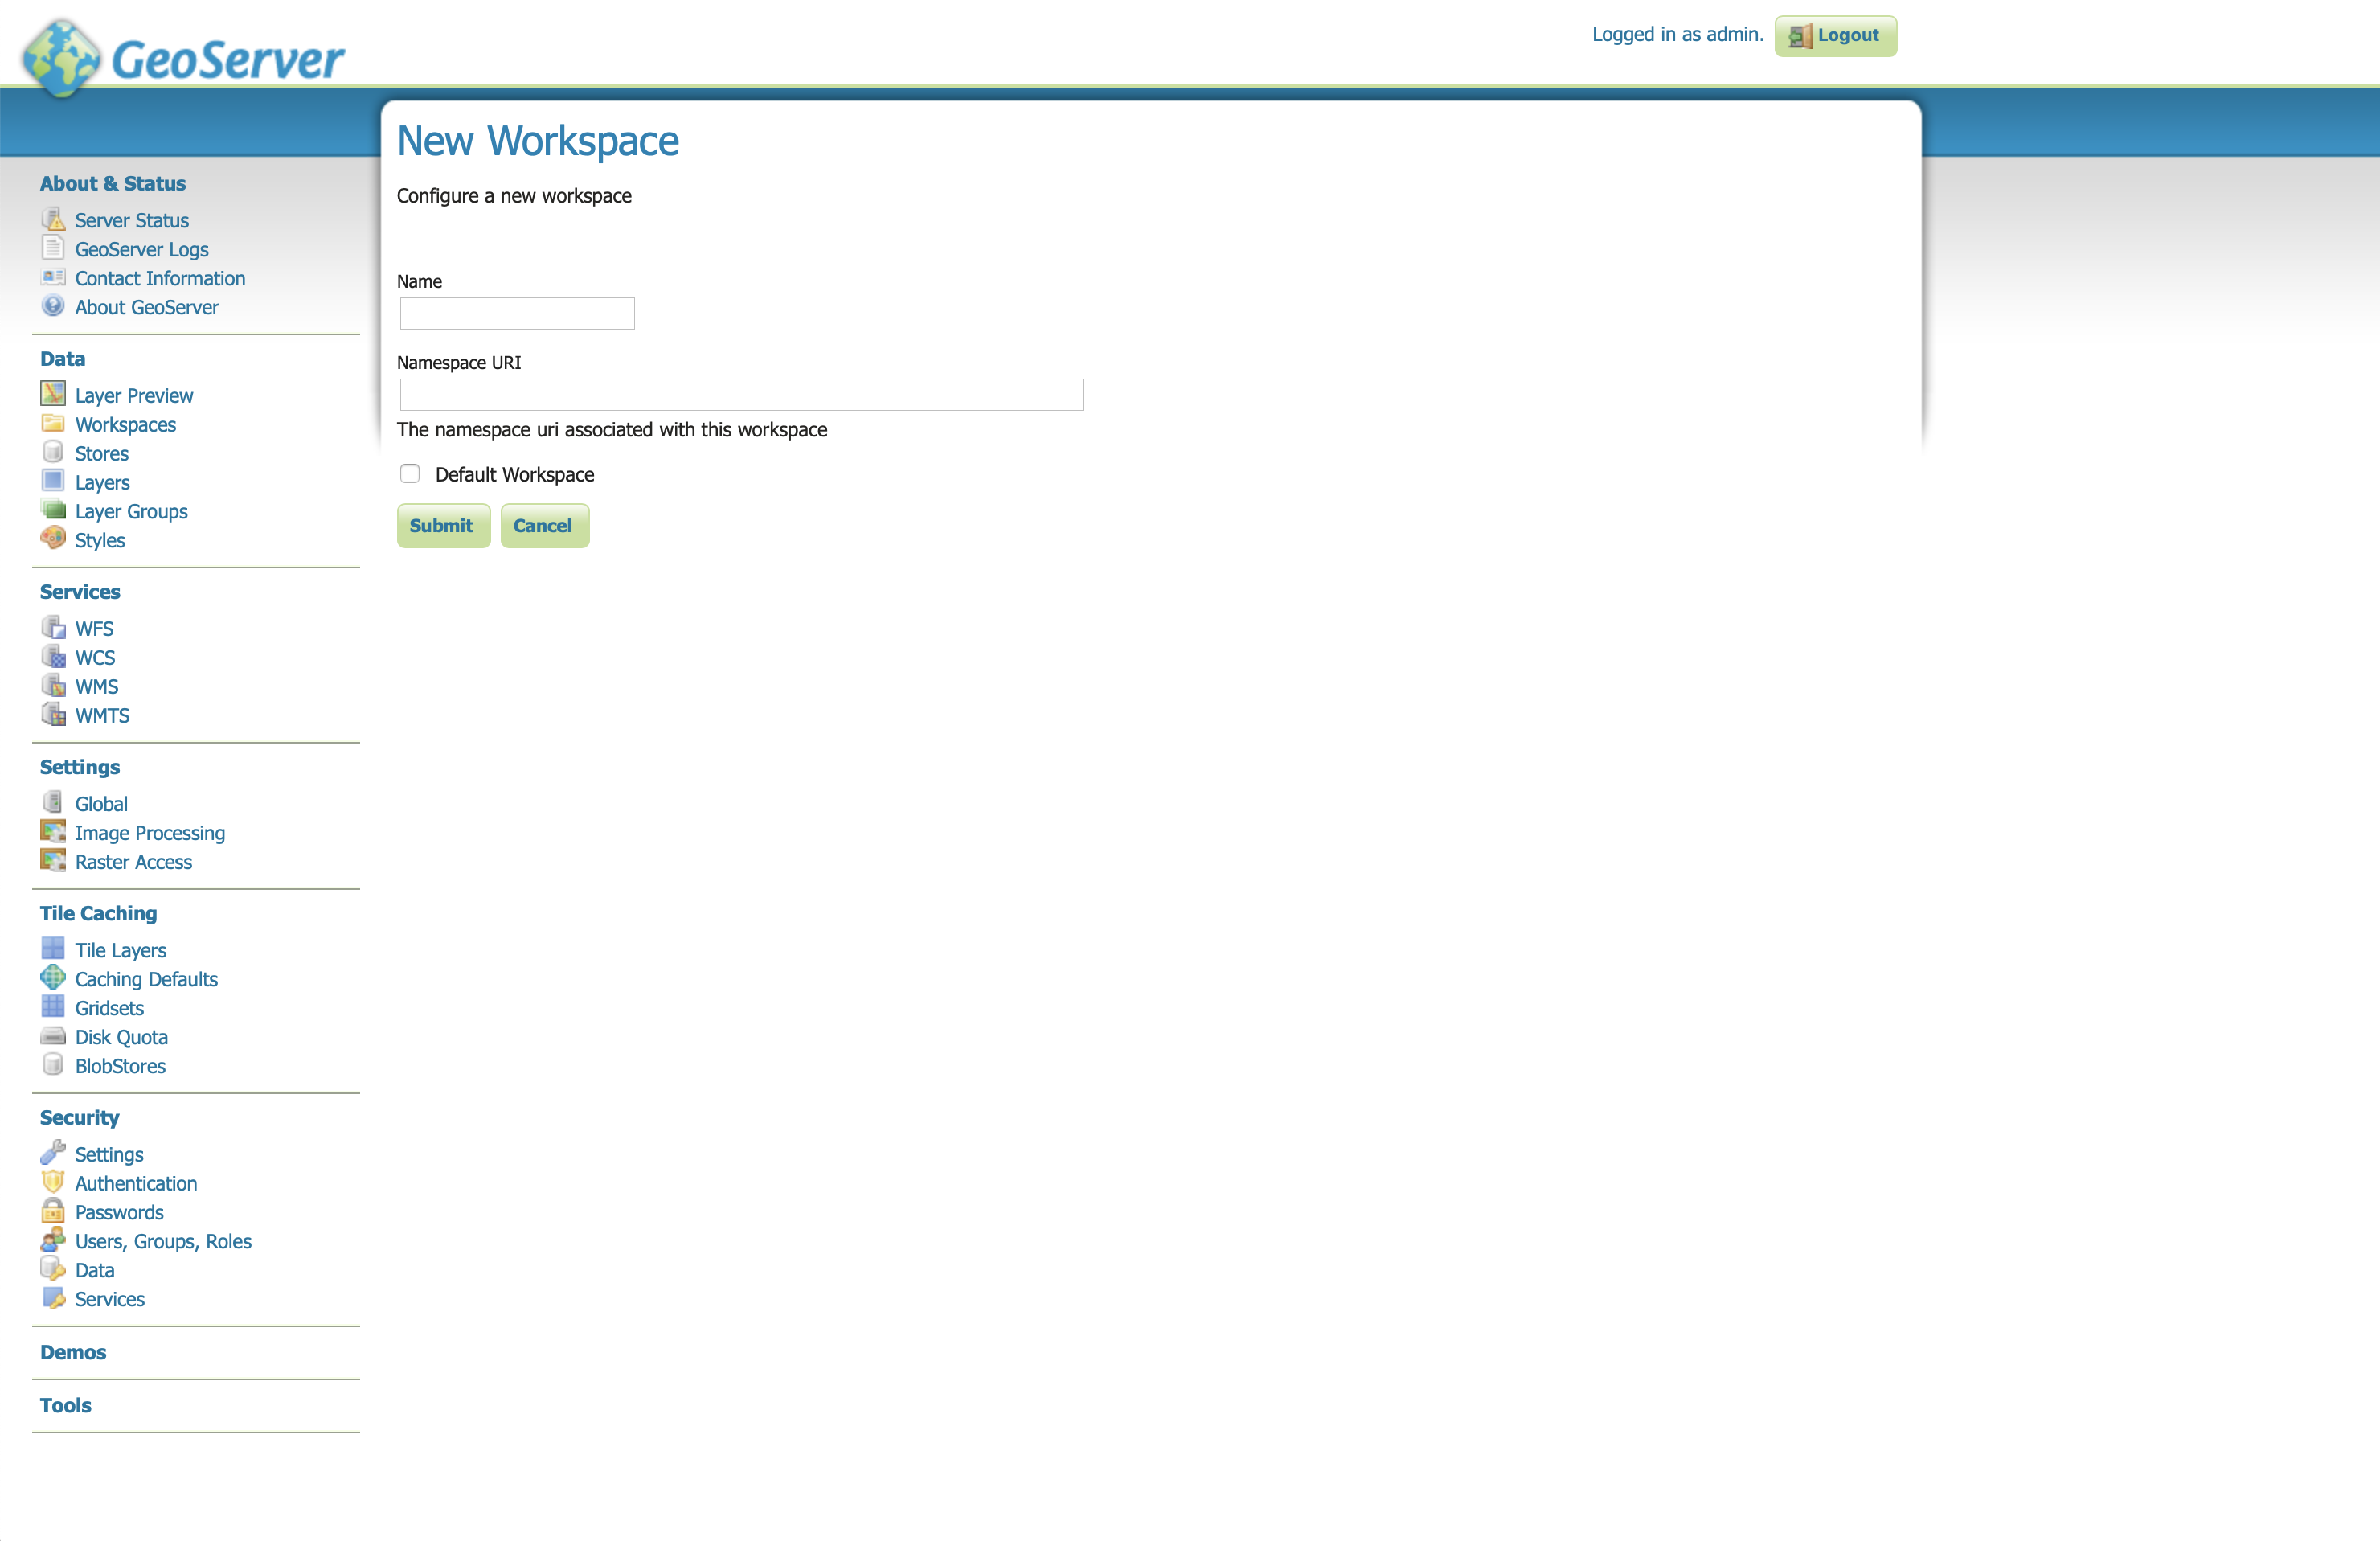 GeoServer
Logged in as admin.
Logout
New Workspace
Configure a new workspace
Name
Namespace URI
The namespace uri associated with this workspace
Default Workspace
Submit
Cancel
About & Status
Server Status
GeoServer Logs
Contact Information
About GeoServer
Data
Layer Preview
Workspaces
Stores
Layers
Layer Groups
Styles
Services
WFS
WCS
WMS
WMTS
Settings
Global
Image Processing
Raster Access
Tile Caching
Tile Layers
Caching Defaults
Gridsets
Disk Quota
BlobStores
Security
Settings
Authentication
Passwords
Users, Groups, Roles
Data
Services
Demos
Tools